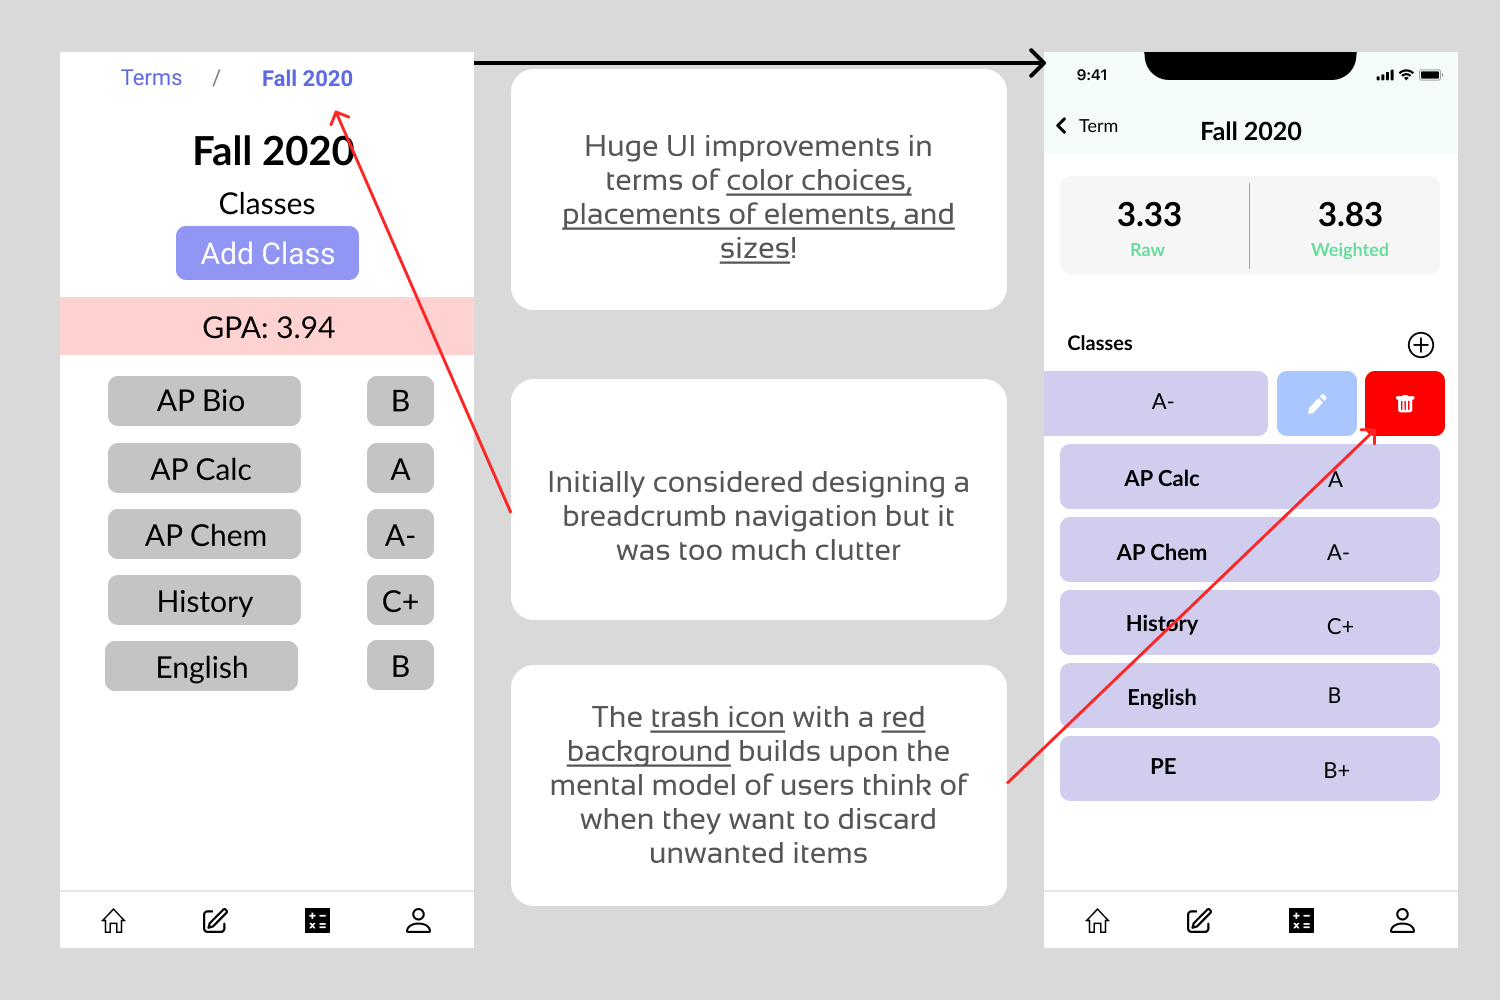 Terms / Fall 2020
Fall 2020
Classes
Add Class
GPA: 3.94
AP Bio B
AP Calc A
AP Chem A-
History C+
English B
Huge UI improvements in
terms of color choices,
placements of elements, and
sizes!
Initially considered designing a
breadcrumb navigation but it
was too much clutter
The trash icon with a red
background builds upon the
mental model of users think of
when they want to discard
unwanted items
9:41
Term Fall 2020
3.33 3.83
Raw Weighted
Classes
A-
AP Calc A
AP Chem A-
History C+
English B
PE B+